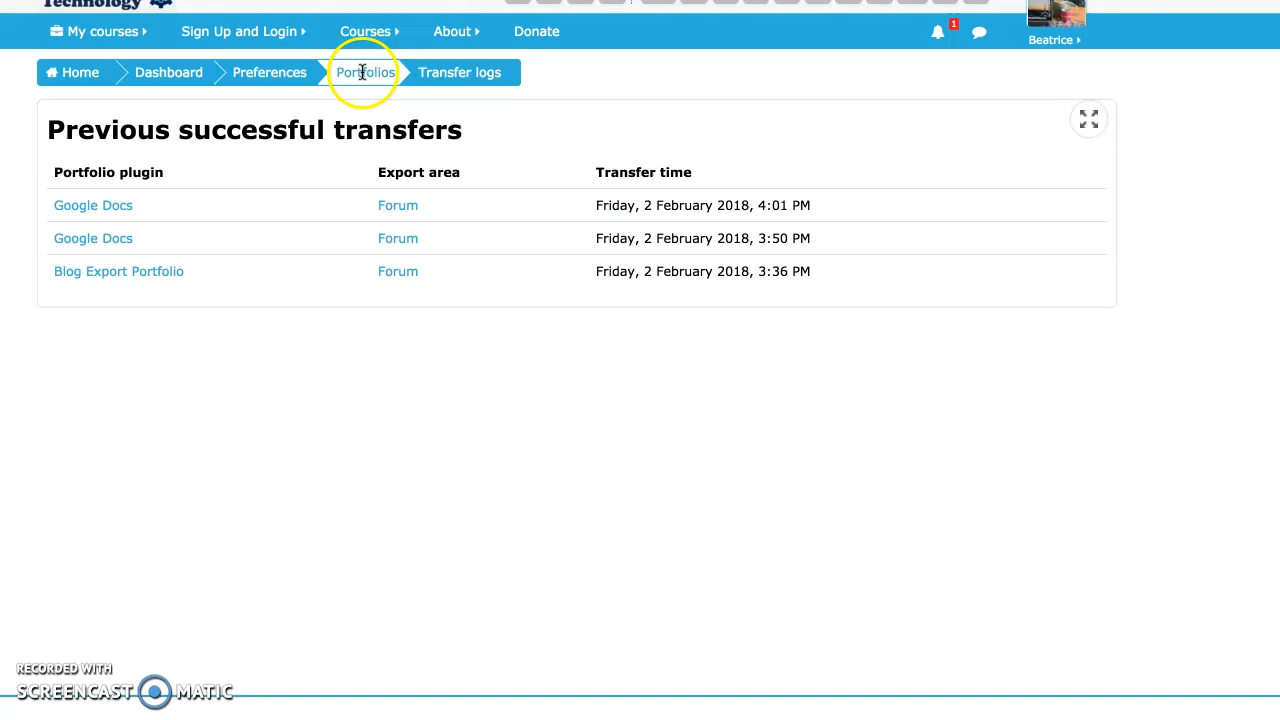 Technology
My courses Sign Up and Login Courses About Donate 1
Beatrice
Home Dashboard Preferences Portfolios Transfer logs
Previous successful transfers
Portfolio plugin Export area Transfer time
Google Docs Forum Friday, 2 February 2018, 4:01 PM
Google Docs Forum Friday, 2 February 2018, 3:50 PM
Blog Export Portfolio Forum Friday, 2 February 2018, 3:36 PM
RECORDED WITH
SCREENCAST MATIC